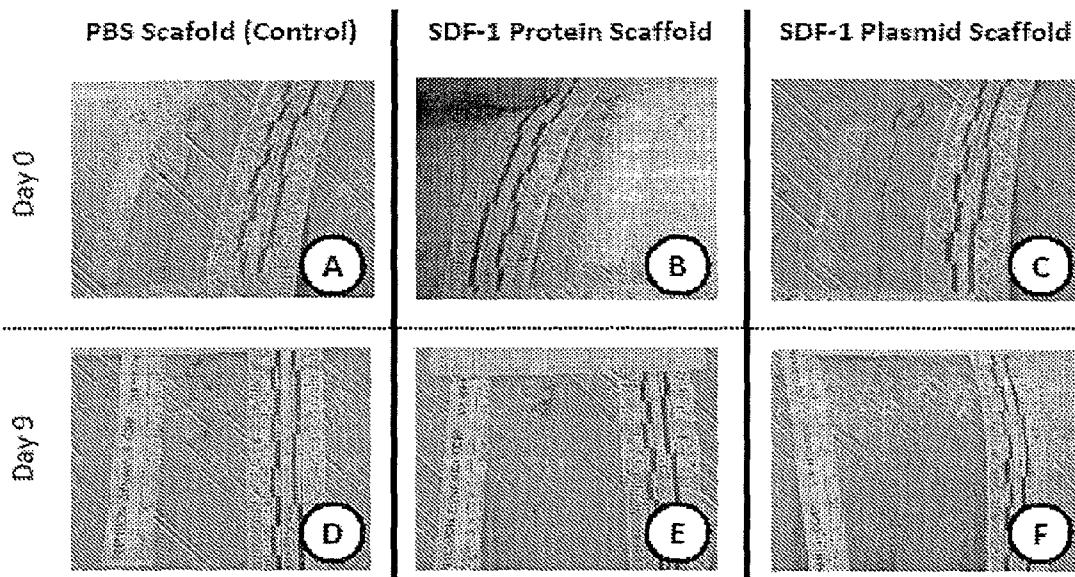 PBS Scafold (Control) SDF-1 Protein Scaffold SDF-1 Plasmid Scaffold
Day 0
A B C
Day 9
D E F